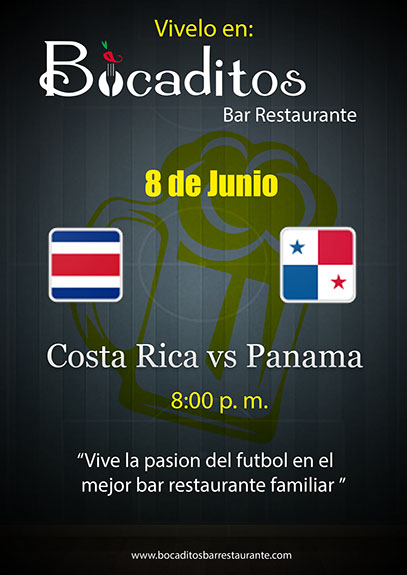 Vivelo en:
Bocaditos
Bar Restaurante
8 de Junio
Costa Rica vs Panama
8:00 p. m.
“Vive la pasion del futbol en el
mejor bar restaurante familiar ”
www.bocaditosbarrestaurante.com